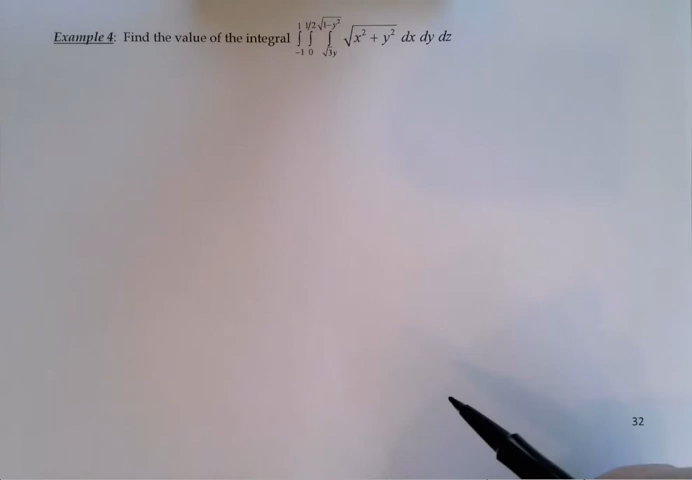 Example 4: Find the value of the integral ∫_{-1}^{1} ∫_{0}^{1/2} ∫_{√3y}^{√1-y²} √x² + y² dx dy dz
32